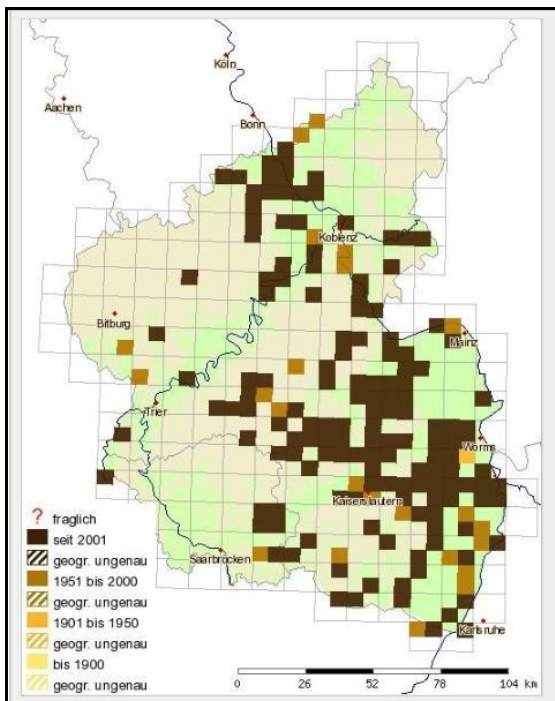 Köln
Aachen
Bonn
Koblenz
Bitburg
Mainz
Trier
Worms
Kaiserslautern
Saarbrücken
Karlsruhe
? fraglich
seit 2001
geogr. ungenau
1951 bis 2000
geogr. ungenau
1901 bis 1950
geogr. ungenau
bis 1900
geogr. ungenau
0 26 52 78 104 km